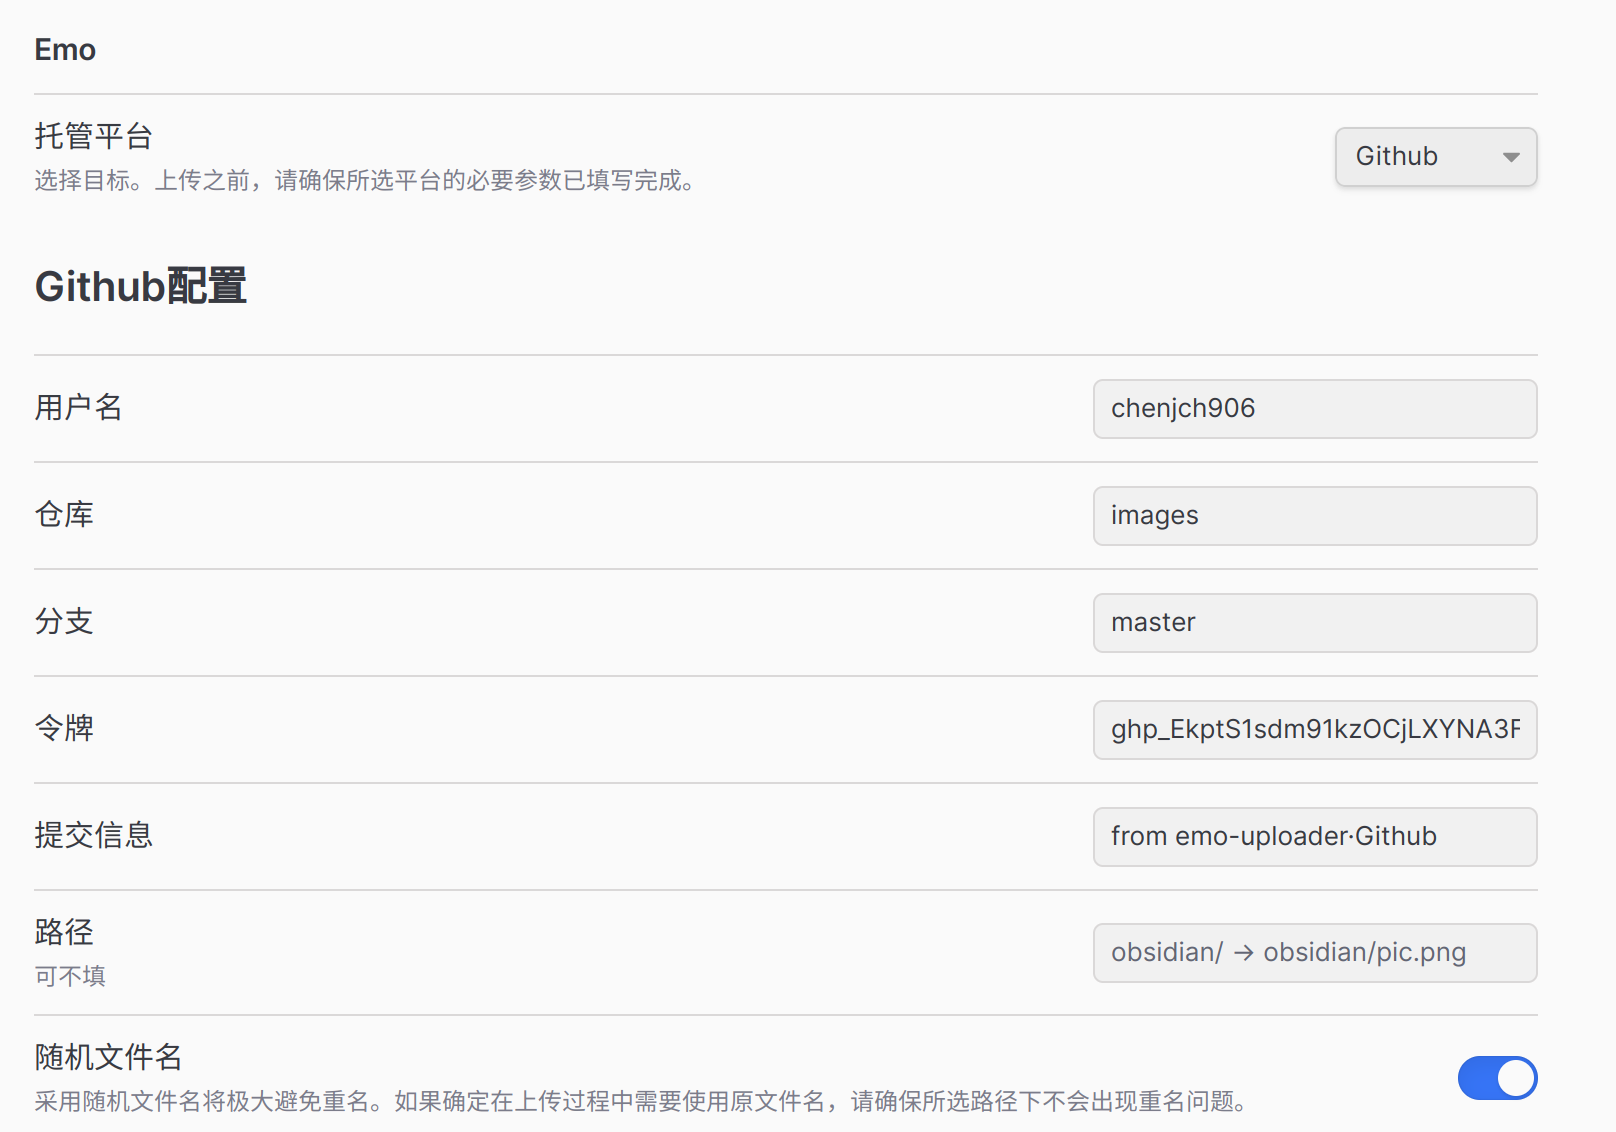 Emo
托管平台
选择目标。上传之前，请确保所选平台的必要参数已填写完成。
Github
Github配置
用户名
chenjch906
仓库
images
分支
master
令牌
ghp_EkptS1sdm91kzOCjLXYNA3F
提交信息
from emo-uploader·Github
路径
可不填
obsidian/ → obsidian/pic.png
随机文件名
采用随机文件名将极大避免重名。如果确定在上传过程中需要使用原文件名，请确保所选路径下不会出现重名问题。